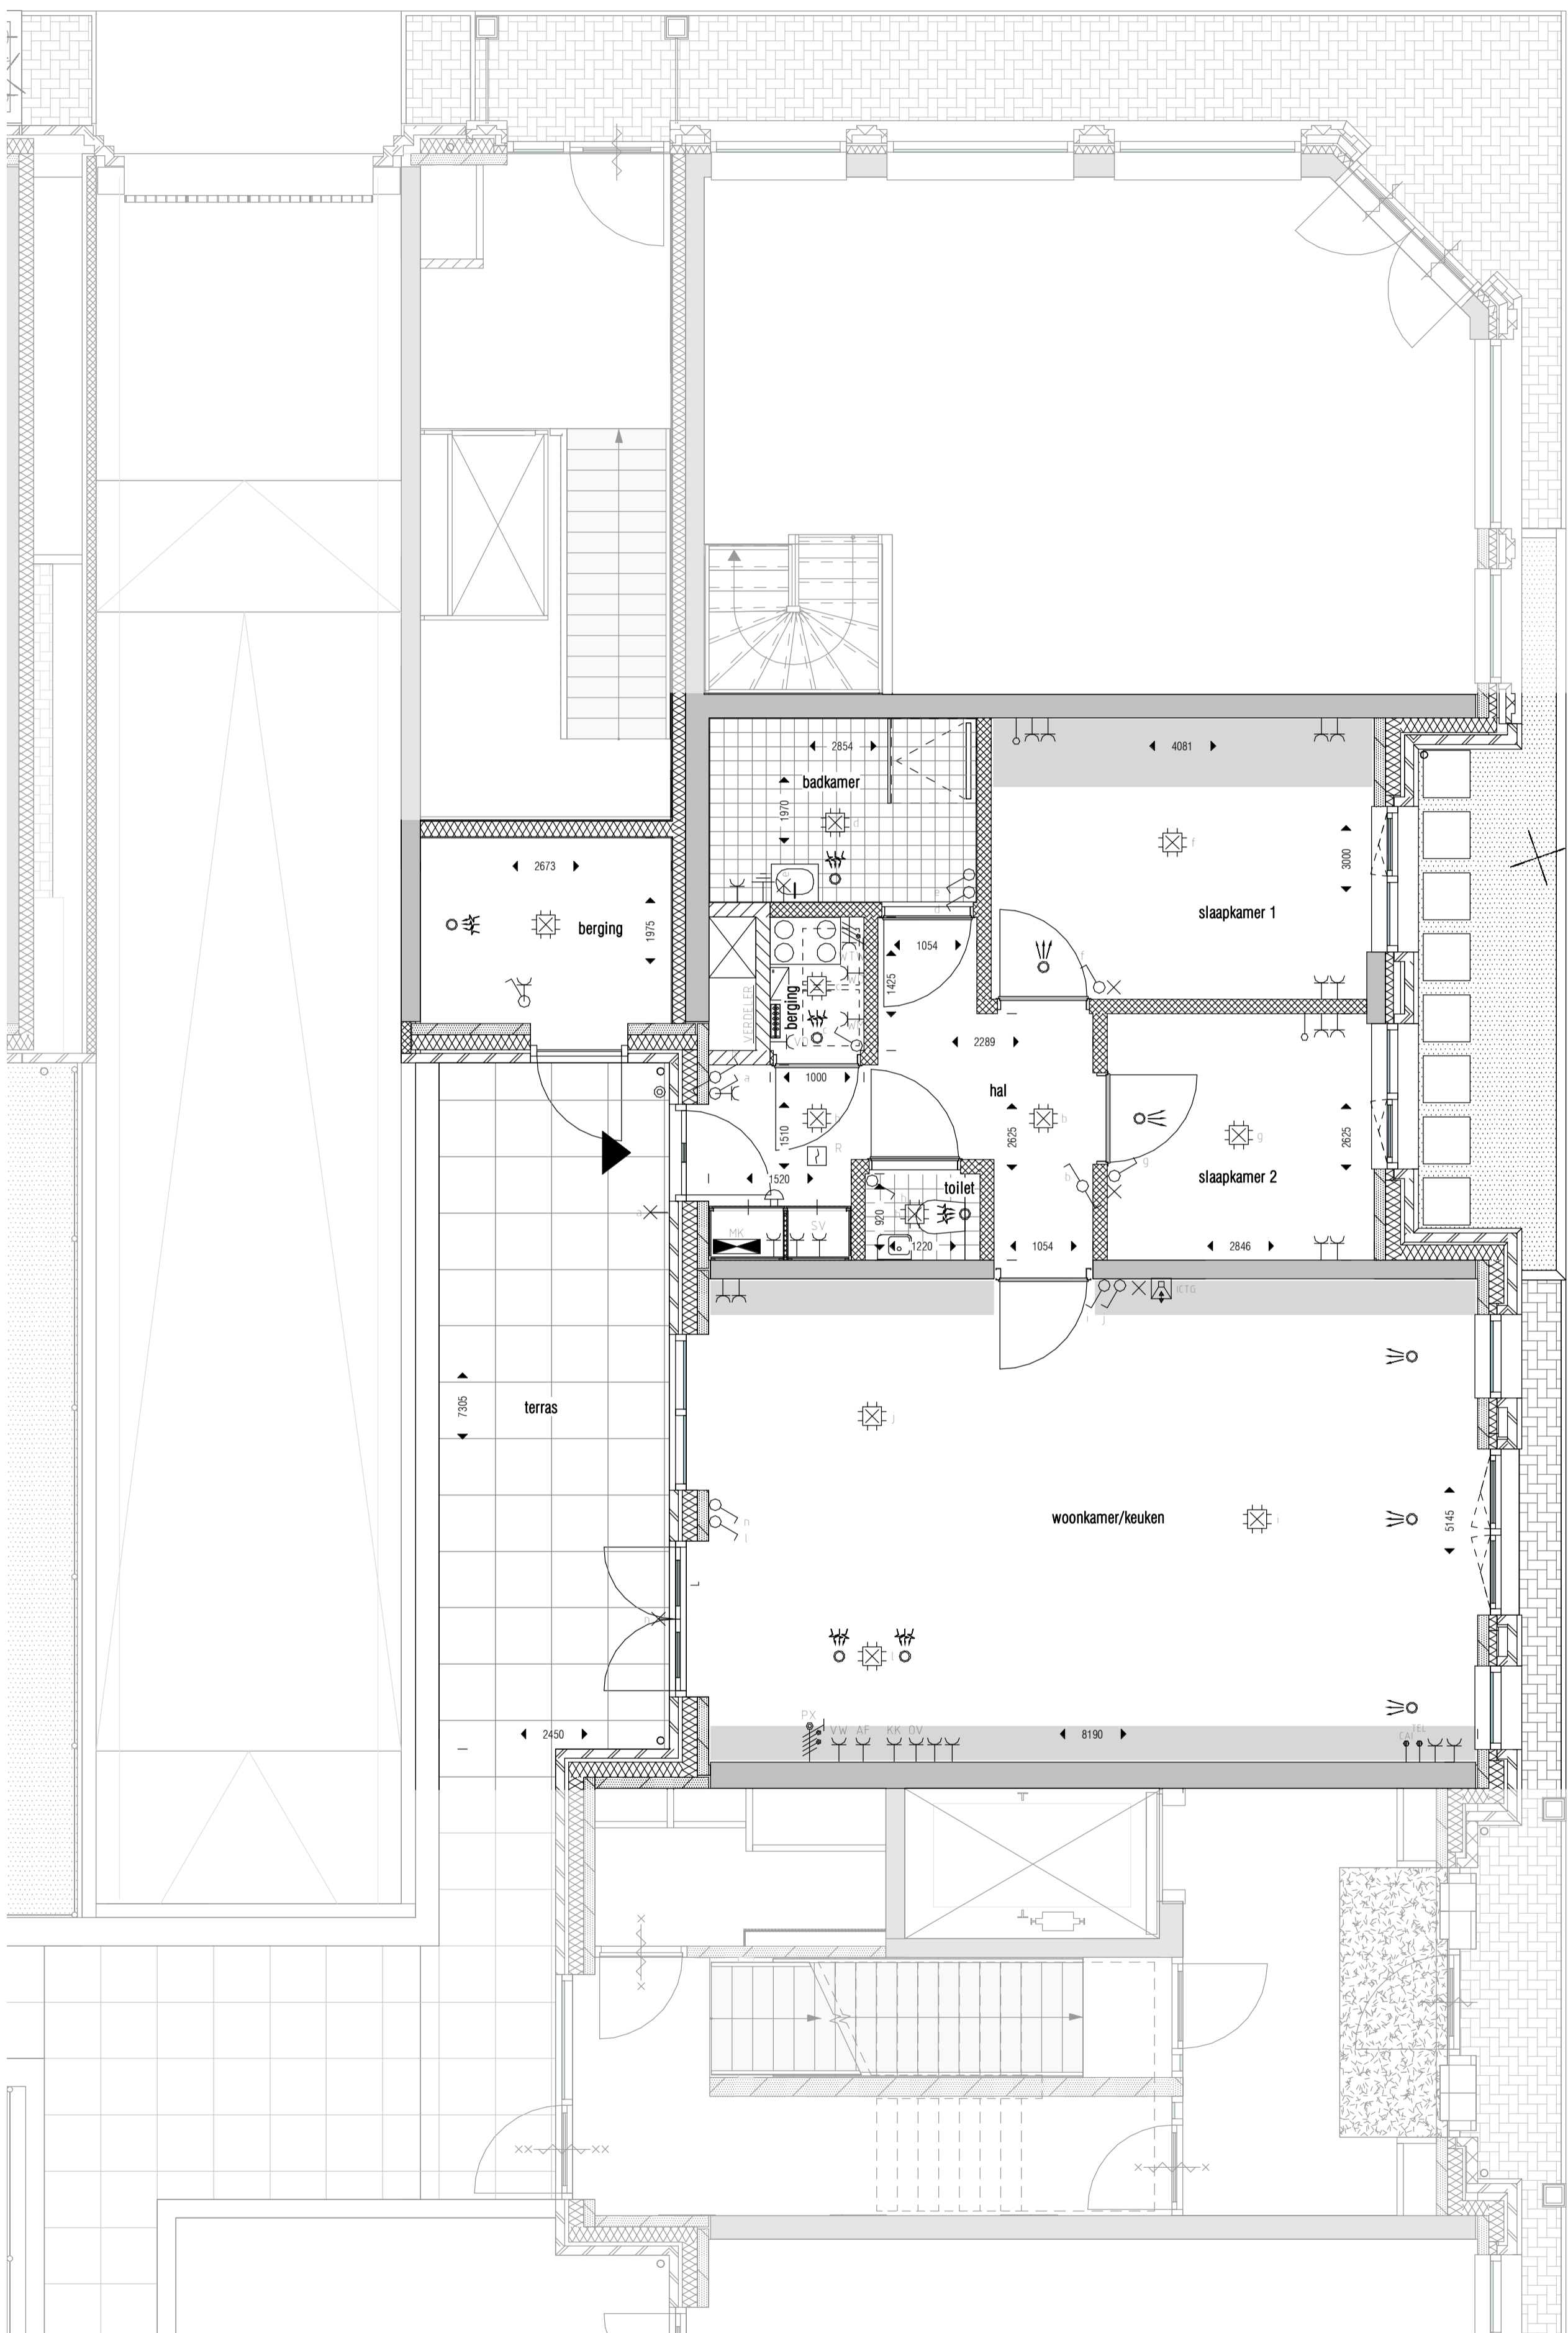 2854
4081
badkamer
1970
d
f
3000
2673
e
slaapkamer 1
e
d
berging
1975
1054
WTW
f
1425
berging
VERDELER
VD
2289
a
1000
hal
1510
b
2625
2625
g
R
g
b
slaapkamer 2
1520
toilet
h
a
920
MK
SV
1220
1054
2846
ICTG
i
j
7305
terras
j
n
l
woonkamer/keuken
i
5145
n
l
PX
VW
AF
KK
OV
2450
8190
CAI
TEL